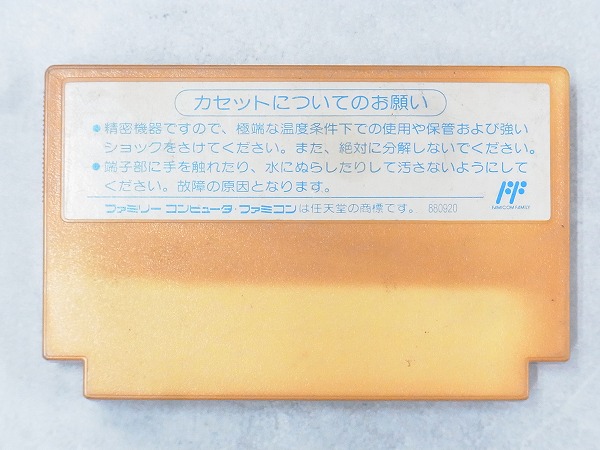 カセットについてのお願い
●精密機器ですので、極端な温度条件下での使用や保管および強い
ショックをさけてください。また、絶対に分解しないでください。
●端子部に手を触れたり、水にぬらしたりして汚さないようにして
ください。故障の原因となります。
ファミリーコンピュータ・ファミコンは任天堂の商標です。 880920
FF
FAMICOM FAMILY